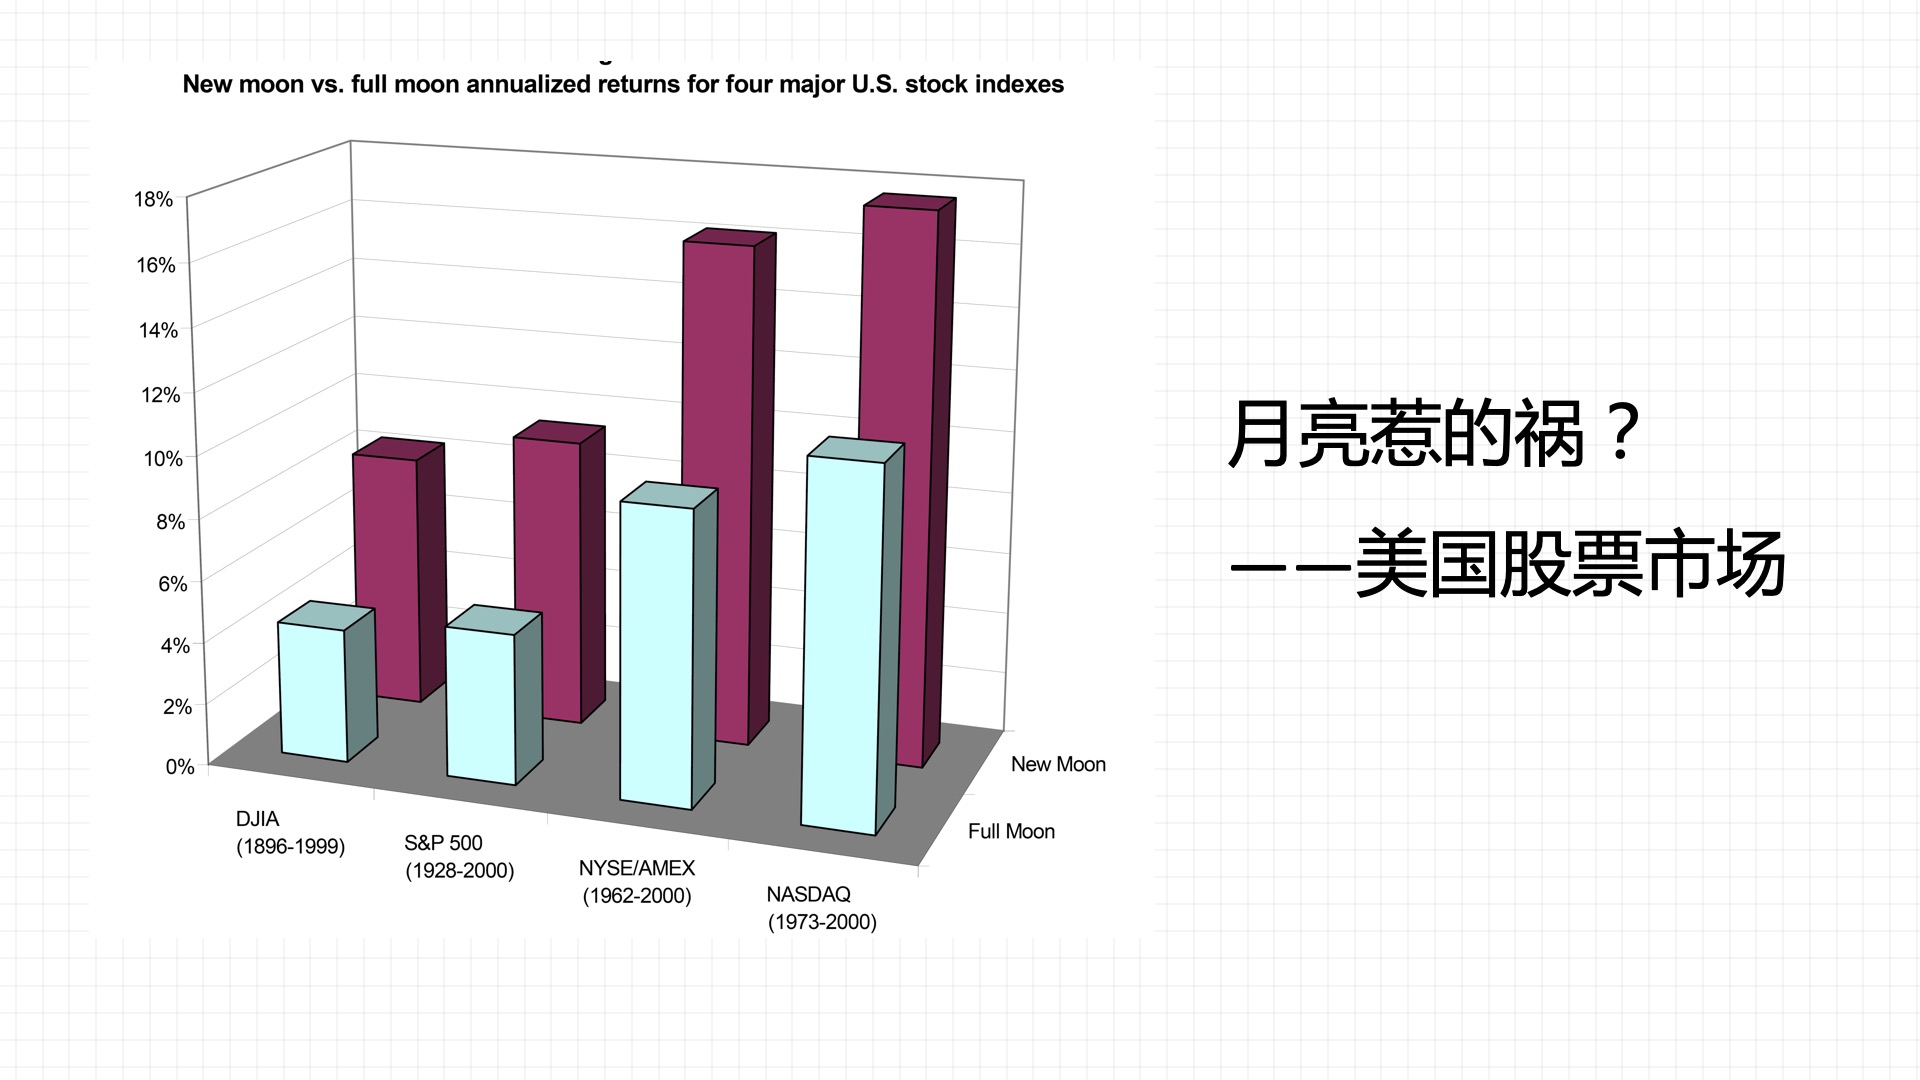 New moon vs. full moon annualized returns for four major U.S. stock indexes
18%
16%
14%
12%
10%
8%
6%
4%
2%
0%
DJIA
(1896-1999)
S&P 500
(1928-2000)
NYSE/AMEX
(1962-2000)
NASDAQ
(1973-2000)
New Moon
Full Moon
月亮惹的祸？
——美国股票市场